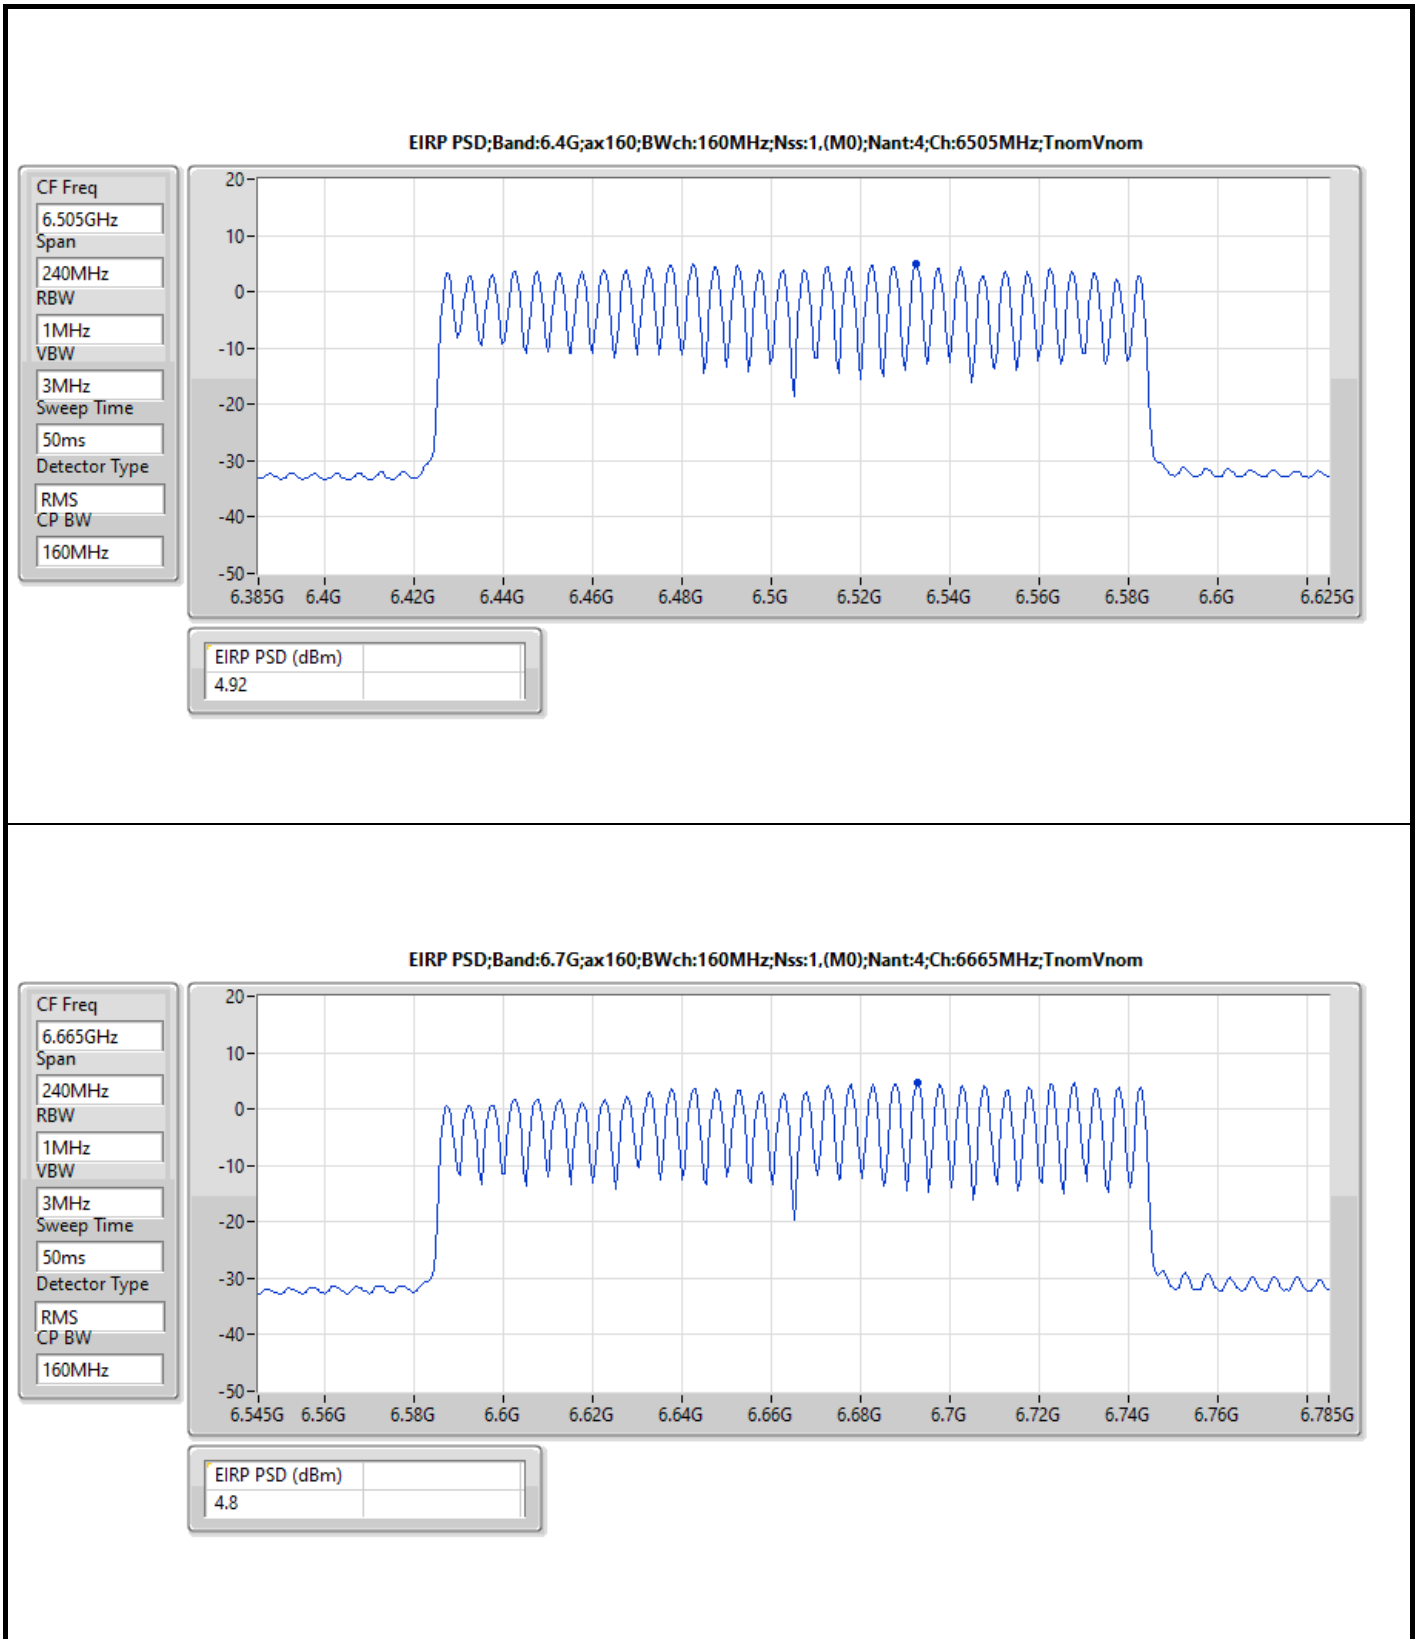 EIRP PSD;Band:6.4G;ax160;BWch:160MHz;Nss:1,(M0);Nant:4;Ch:6505MHz;TnomVnom
CF Freq
6.505GHz
Span
240MHz
RBW
1MHz
VBW
3MHz
Sweep Time
50ms
Detector Type
RMS
CP BW
160MHz
20
10
0
-10
-20
-30
-40
-50
6.385G 6.4G 6.42G 6.44G 6.46G 6.48G 6.5G 6.52G 6.54G 6.56G 6.58G 6.6G 6.625G
EIRP PSD (dBm)
4.92
EIRP PSD;Band:6.7G;ax160;BWch:160MHz;Nss:1,(M0);Nant:4;Ch:6665MHz;TnomVnom
CF Freq
6.665GHz
Span
240MHz
RBW
1MHz
VBW
3MHz
Sweep Time
50ms
Detector Type
RMS
CP BW
160MHz
20
10
0
-10
-20
-30
-40
-50
6.545G 6.56G 6.58G 6.6G 6.62G 6.64G 6.66G 6.68G 6.7G 6.72G 6.74G 6.76G 6.785G
EIRP PSD (dBm)
4.8